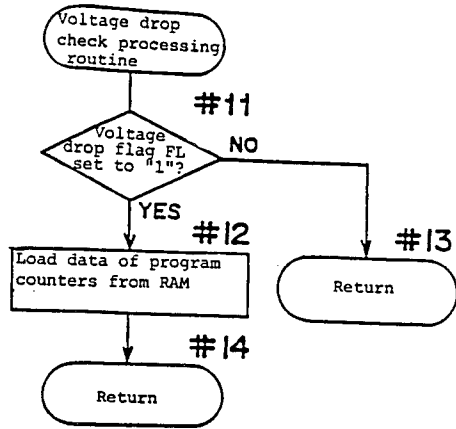 Voltage drop
check processing
routine
#11
Voltage
drop flag FL
set to "1"?
NO
YES
#12
Load data of program
counters from RAM
#13
Return
#14
Return